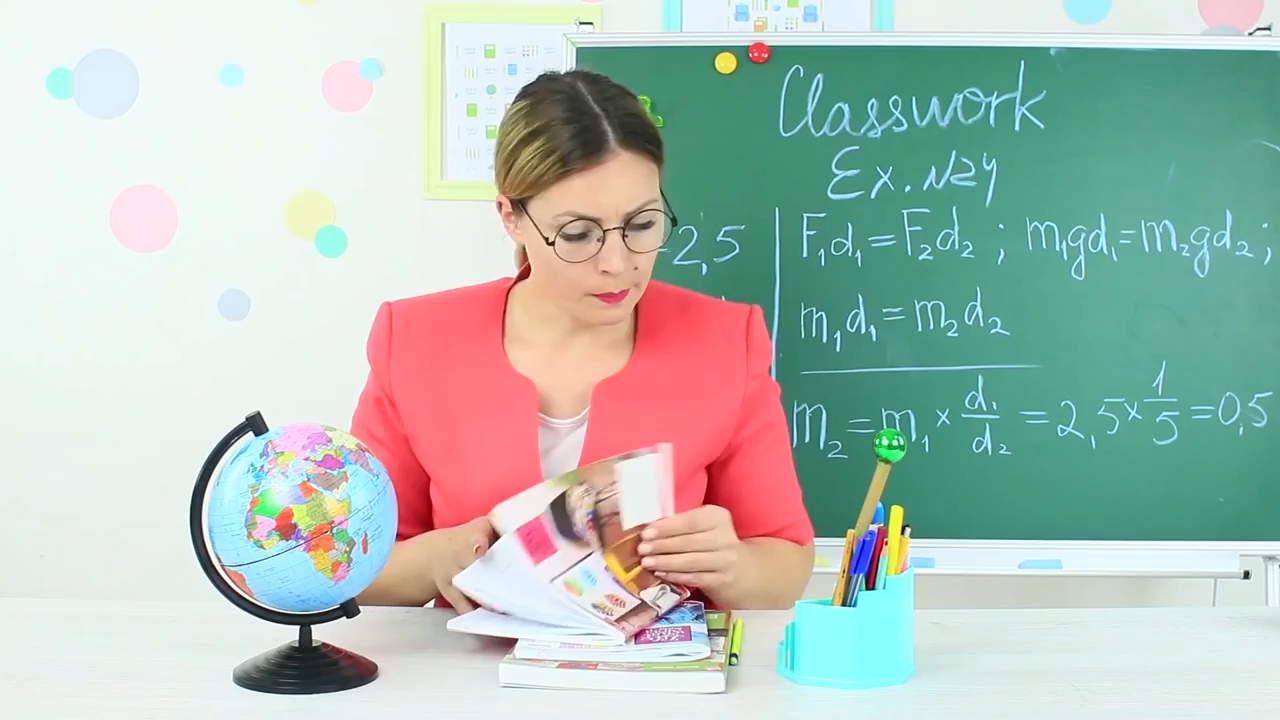 Classwork
Ex. N24
2,5
F₁d₁ = F₂d₂ ; m₁gd₁ = m₂gd₂ ;
m₁d₁ = m₂d₂
m₂ = m₁ × d₁/d₂ = 2,5 × 1/5 = 0,5